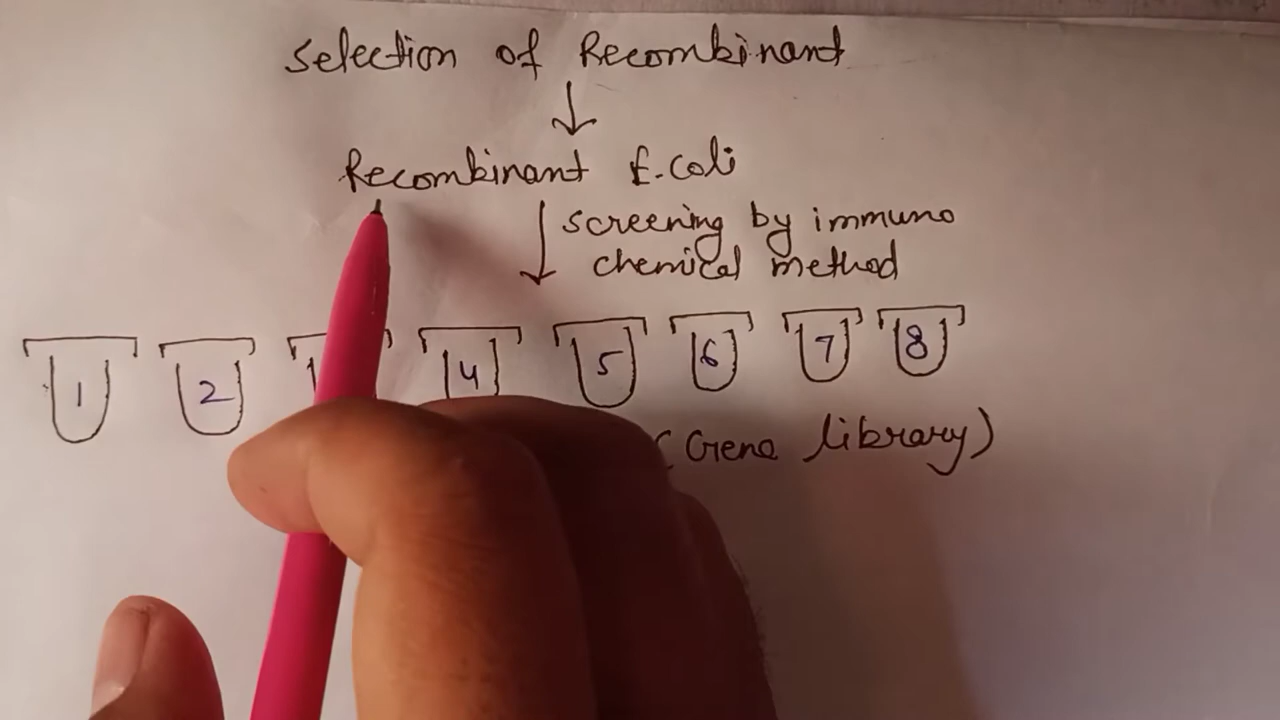 Selection of Recombinant
Recombinant E.coli
screening by immuno
chemical method
1 2 4 5 6 7 8
(Gene library)